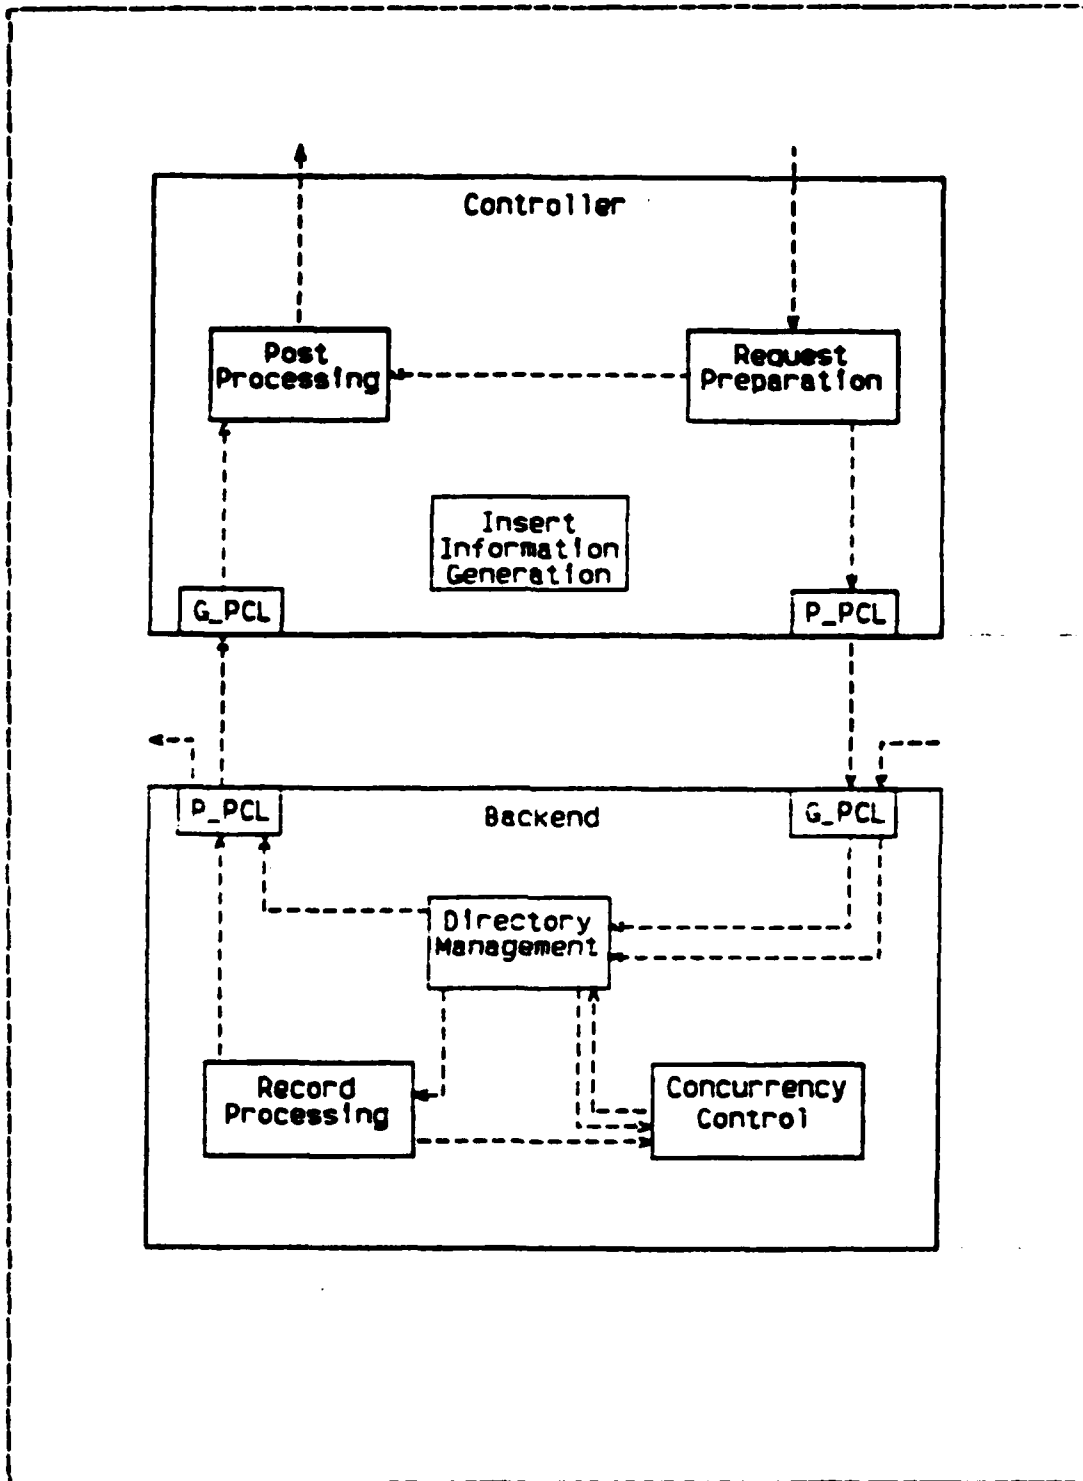 Controller
Post
Processing
Request
Preparation
Insert
Information
Generation
G_PCL
P_PCL
P_PCL
Backend
G_PCL
Directory
Management
Record
Processing
Concurrency
Control